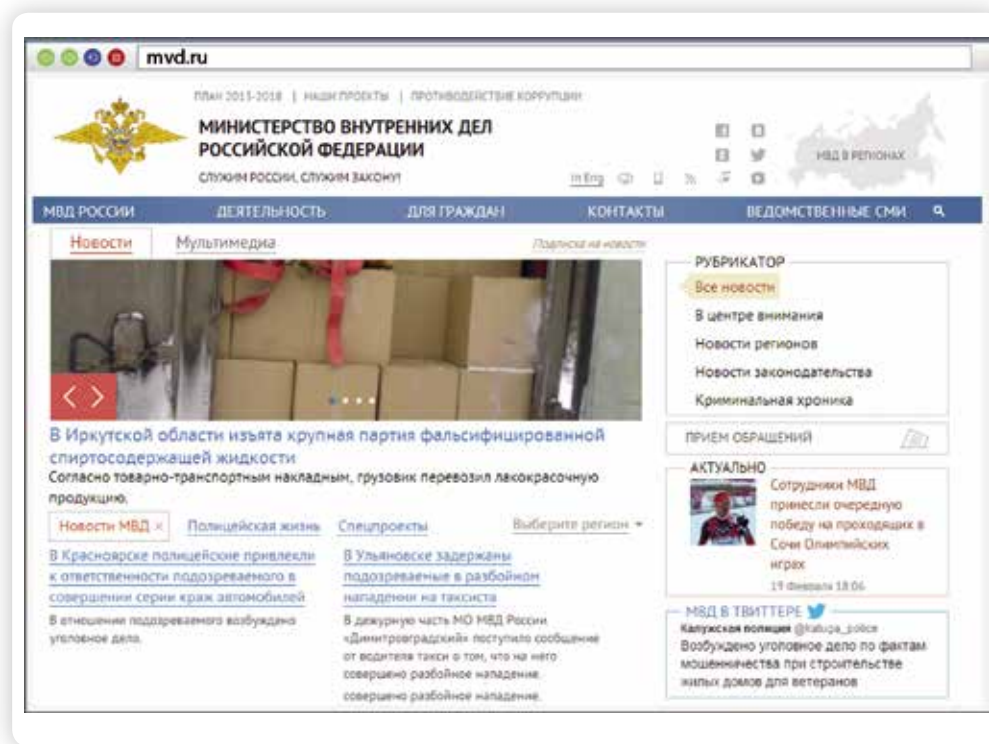 mvd.ru
ПЛАН 2013-2018 | НАШИ ПРОЕКТЫ | ПРОТИВОДЕЙСТВИЕ КОРРУПЦИИ
МИНИСТЕРСТВО ВНУТРЕННИХ ДЕЛ
РОССИЙСКОЙ ФЕДЕРАЦИИ
СЛУЖИМ РОССИИ, СЛУЖИМ ЗАКОНУ!
In Eng
МВД В РЕГИОНАХ
МВД РОССИИ ДЕЯТЕЛЬНОСТЬ ДЛЯ ГРАЖДАН КОНТАКТЫ ВЕДОМСТВЕННЫЕ СМИ
Новости Мультимедиа Подписка на новости
В Иркутской области изъята крупная партия фальсифицированной
спиртосодержащей жидкости
Согласно товарно-транспортным накладным, грузовик перевозил лакокрасочную
продукцию.
Новости МВД × Полицейская жизнь Спецпроекты Выберите регион
В Красноярске полицейские привлекли
к ответственности подозреваемого в
совершении серии краж автомобилей
В отношении подозреваемого возбуждено
уголовное дело.
В Ульяновске задержаны
подозреваемые в разбойном
нападении на таксиста
В дежурную часть МО МВД России
«Димитровградский» поступило сообщение
от водителя такси о том, что на него
совершено разбойное нападение.
совершено разбойное нападение.
РУБРИКАТОР
Все новости
В центре внимания
Новости регионов
Новости законодательства
Криминальная хроника
ПРИЕМ ОБРАЩЕНИЙ
АКТУАЛЬНО
Сотрудники МВД
принесли очередную
победу на проходящих в
Сочи Олимпийских
играх
19 Февраля 18:06
МВД В ТВИТТЕРЕ
Калужская полиция @kaluga_police
Возбуждено уголовное дело по фактам
мошенничества при строительстве
жилых домов для ветеранов